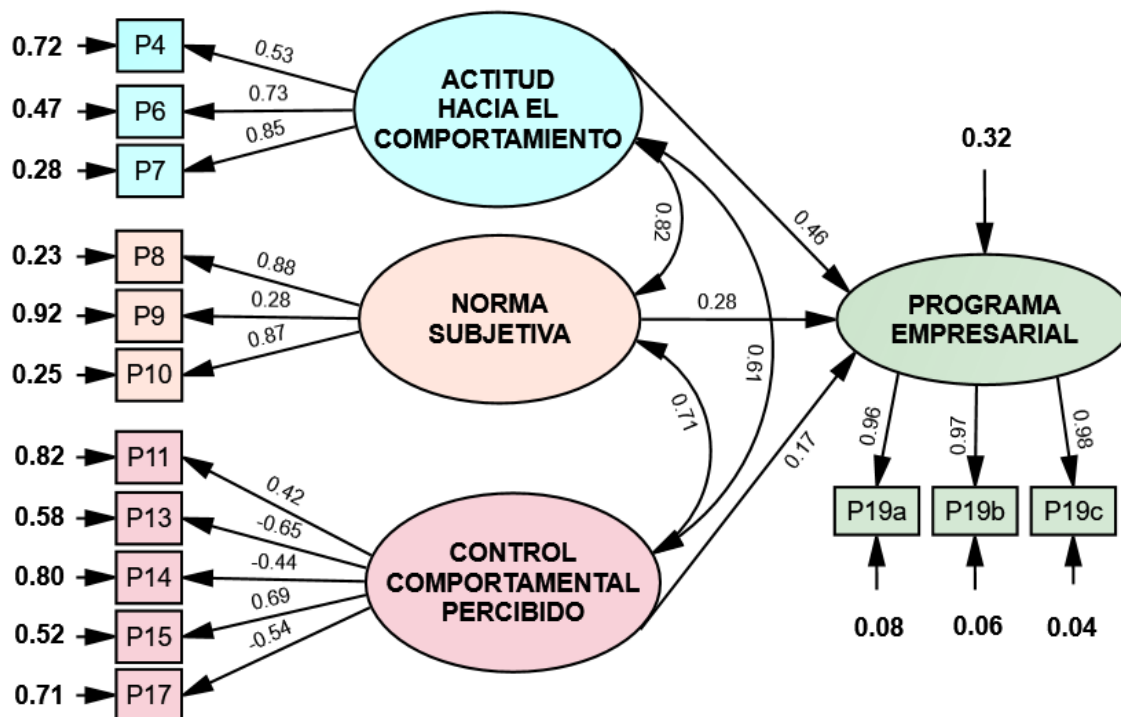 0.72
P4
0.53
0.47
P6
0.73
0.28
P7
0.85
ACTITUD
HACIA EL
COMPORTAMIENTO
0.46
0.82
0.61
0.32
0.23
P8
0.88
0.92
P9
0.28
0.25
P10
0.87
NORMA
SUBJETIVA
0.28
0.71
0.17
PROGRAMA
EMPRESARIAL
0.96
0.97
0.98
P19a
P19b
P19c
0.08
0.06
0.04
0.82
P11
0.42
0.58
P13
-0.65
0.80
P14
-0.44
0.52
P15
0.69
0.71
P17
-0.54
CONTROL
COMPORTAMENTAL
PERCIBIDO